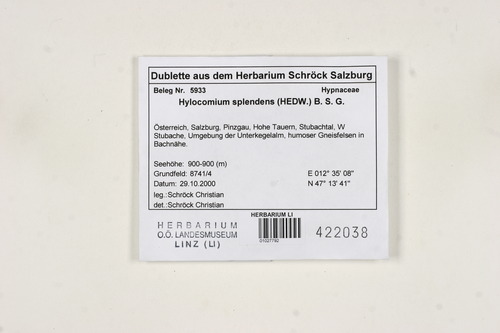 Dublette aus dem Herbarium Schröck Salzburg
Beleg Nr. 5933 Hypnaceae
Hylocomium splendens (HEDW.) B. S. G.
Österreich, Salzburg, Pinzgau, Hohe Tauern, Stubachtal, W
Stubache, Umgebung der Unterkegelalm, humoser Gneisfelsen in
Bachnähe.
Seehöhe: 900-900 (m)
Grundfeld: 8741/4 E 012° 35' 08"
Datum: 29.10.2000 N 47° 13' 41"
leg.:Schröck Christian
det.:Schröck Christian
HERBARIUM LI
HERBARIUM
O.Ö. LANDESMUSEUM
LINZ (LI)
422038